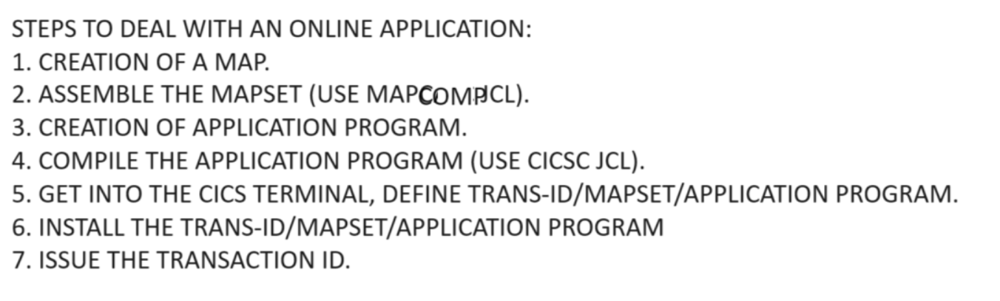 STEPS TO DEAL WITH AN ONLINE APPLICATION:
1. CREATION OF A MAP.
2. ASSEMBLE THE MAPSET (USE MAPCOMP JCL).
3. CREATION OF APPLICATION PROGRAM.
4. COMPILE THE APPLICATION PROGRAM (USE CICSC JCL).
5. GET INTO THE CICS TERMINAL, DEFINE TRANS-ID/MAPSET/APPLICATION PROGRAM.
6. INSTALL THE TRANS-ID/MAPSET/APPLICATION PROGRAM
7. ISSUE THE TRANSACTION ID.